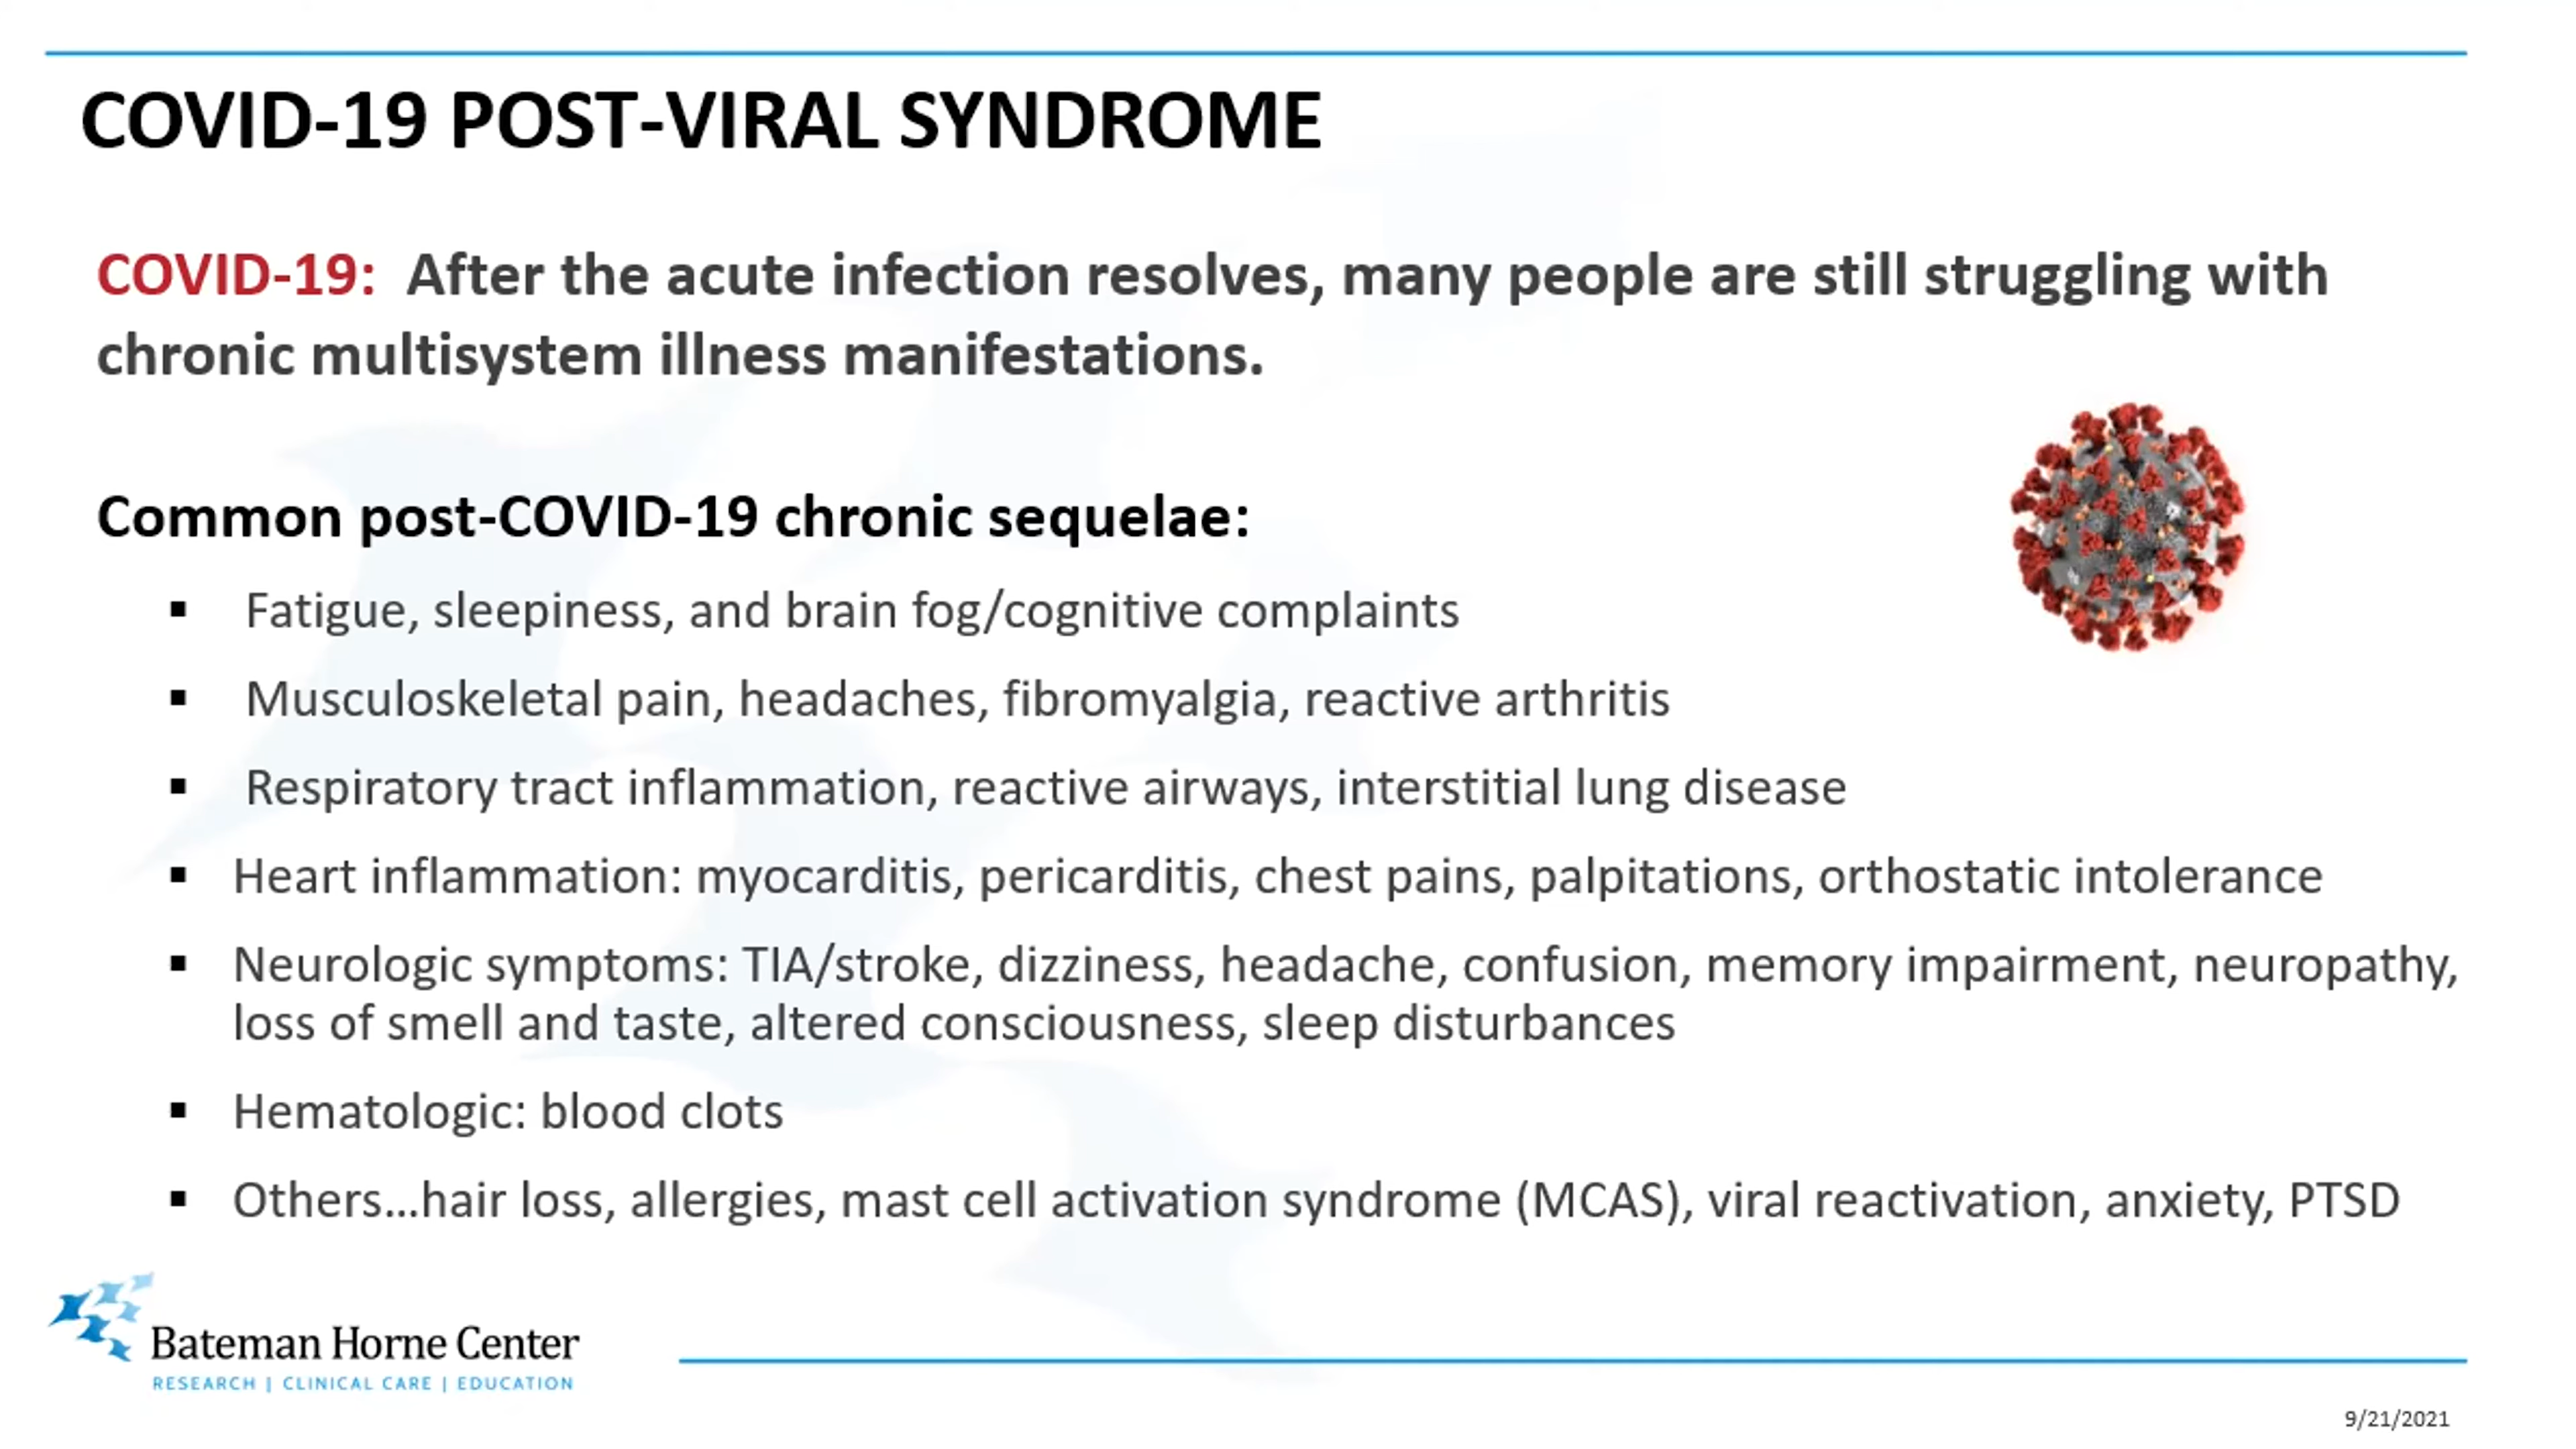 COVID-19 POST-VIRAL SYNDROME
COVID-19: After the acute infection resolves, many people are still struggling with
chronic multisystem illness manifestations.
Common post-COVID-19 chronic sequelae:
▪ Fatigue, sleepiness, and brain fog/cognitive complaints
▪ Musculoskeletal pain, headaches, fibromyalgia, reactive arthritis
▪ Respiratory tract inflammation, reactive airways, interstitial lung disease
▪ Heart inflammation: myocarditis, pericarditis, chest pains, palpitations, orthostatic intolerance
▪ Neurologic symptoms: TIA/stroke, dizziness, headache, confusion, memory impairment, neuropathy,
loss of smell and taste, altered consciousness, sleep disturbances
▪ Hematologic: blood clots
▪ Others...hair loss, allergies, mast cell activation syndrome (MCAS), viral reactivation, anxiety, PTSD
Bateman Horne Center
RESEARCH | CLINICAL CARE | EDUCATION
9/21/2021